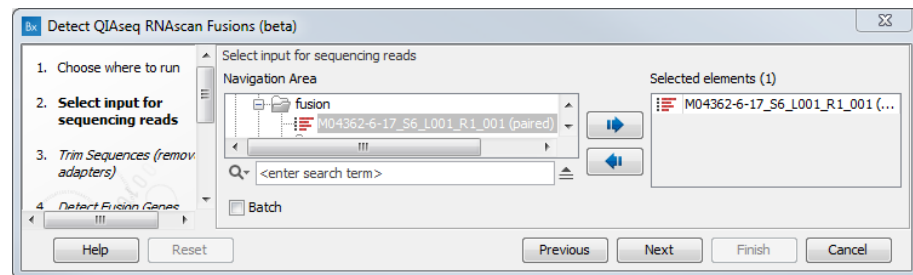 Bx Detect QIAseq RNAscan Fusions (beta)
1. Choose where to run
2. Select input for
sequencing reads
3. Trim Sequences (remov
adapters)
4 Detect Fusion Genes
Select input for sequencing reads
Navigation Area
fusion
M04362-6-17_S6_L001_R1_001 (paired)
<enter search term>
Batch
Selected elements (1)
M04362-6-17_S6_L001_R1_001 (...
Help
Reset
Previous
Next
Finish
Cancel